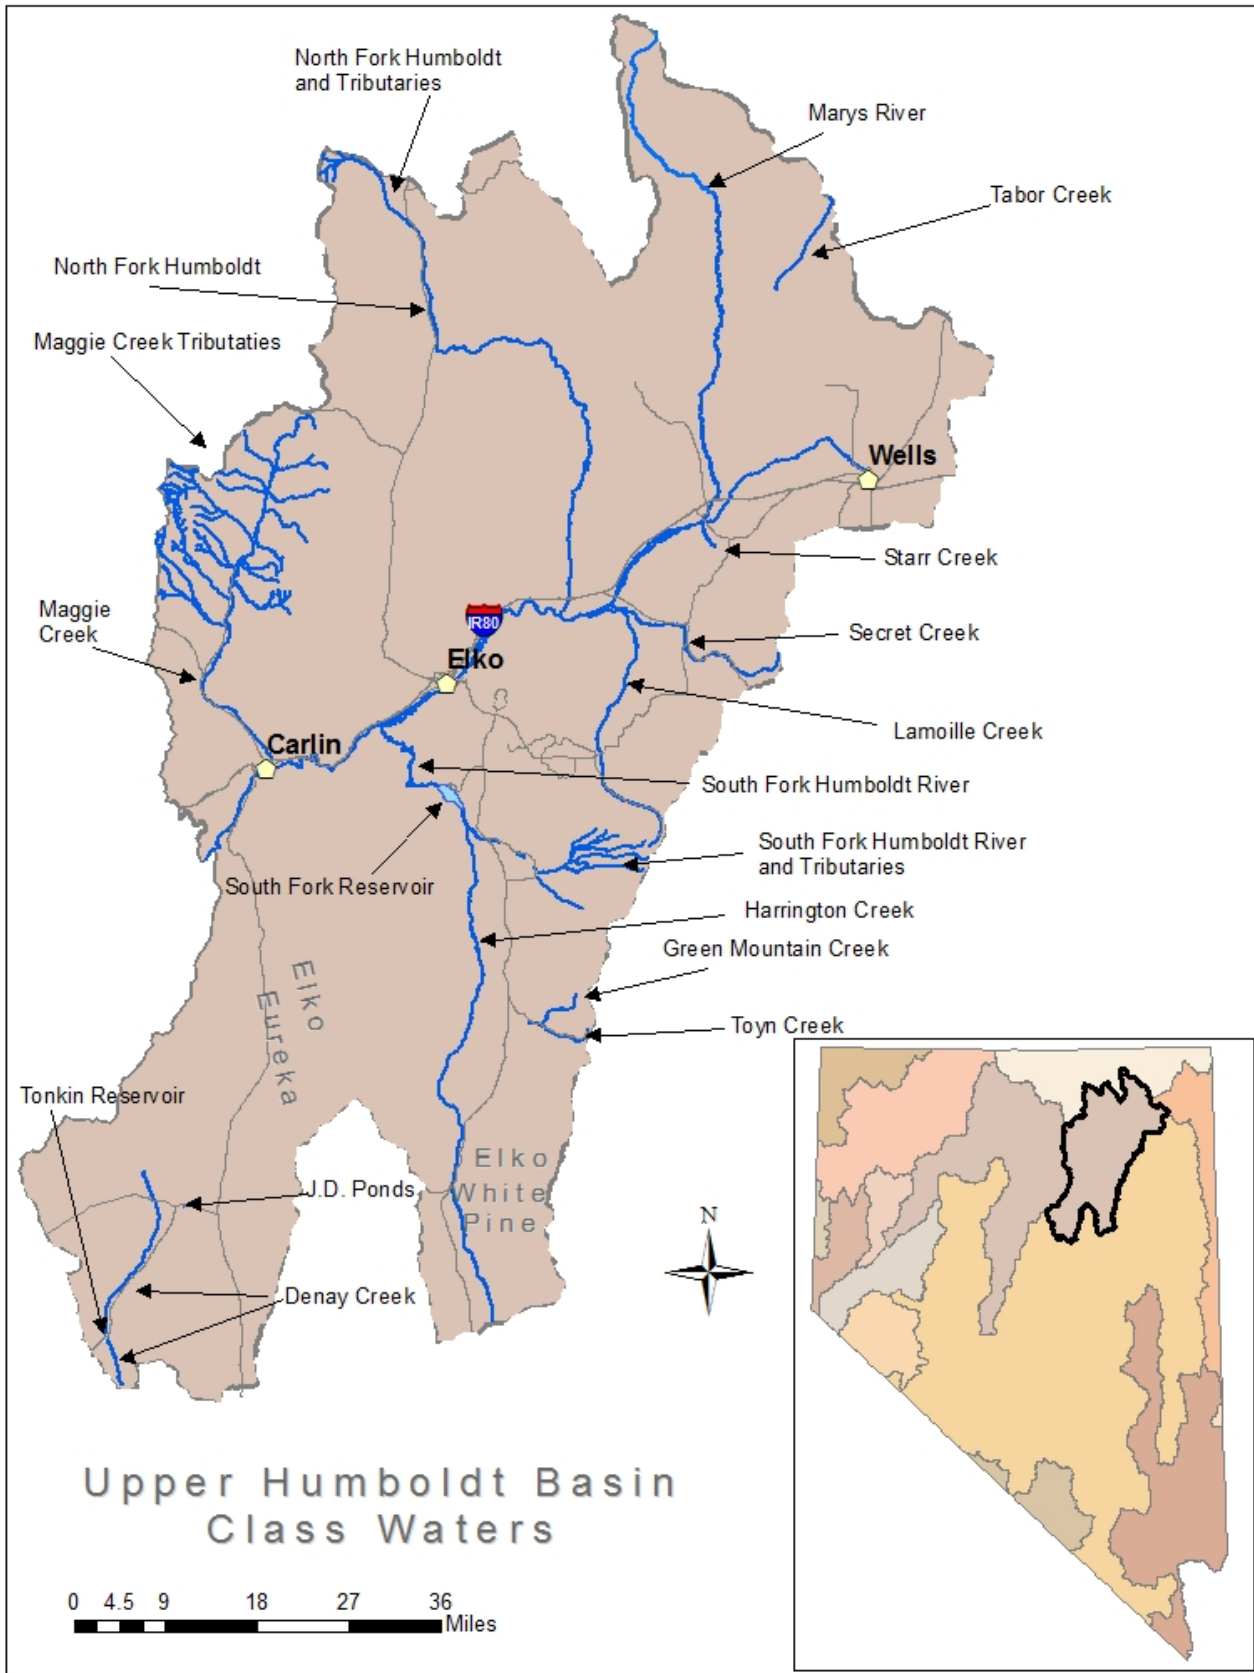 North Fork Humboldt
and Tributaries
Marys River
Tabor Creek
North Fork Humboldt
Maggie Creek Tributaties
Wells
Starr Creek
Maggie
Creek
IR80
Secret Creek
Elko
Lamoille Creek
Carlin
South Fork Humboldt River
South Fork Humboldt River
and Tributaries
South Fork Reservoir
Harrington Creek
Green Mountain Creek
Elko
Eureka
Toyn Creek
Tonkin Reservoir
Elko
White
Pine
J.D. Ponds
N
Denay Creek
Upper Humboldt Basin
Class Waters
0 4.5 9 18 27 36
Miles